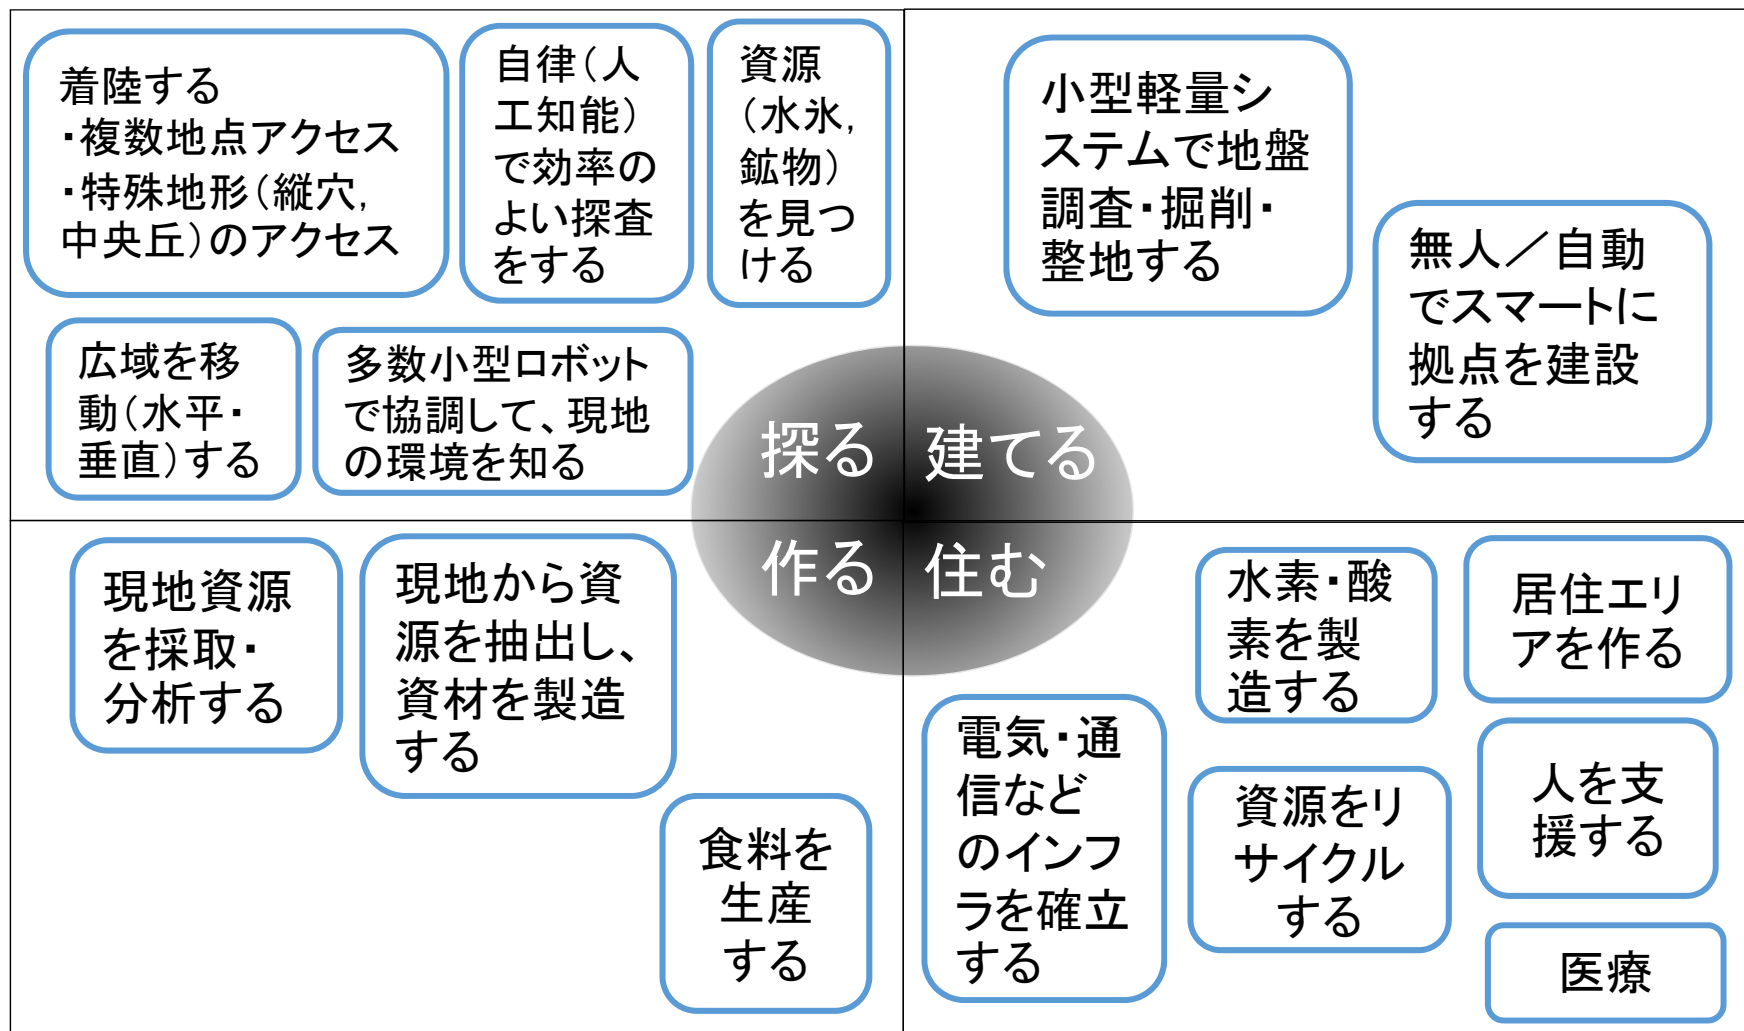 着陸する
・複数地点アクセス
・特殊地形（縦穴,
中央丘）のアクセス
自律（人
工知能）
で効率の
よい探査
をする
資源
（水氷,
鉱物）
を見つ
ける
広域を移
動（水平・
垂直）する
多数小型ロボット
で協調して、現地
の環境を知る
探る
小型軽量シ
ステムで地盤
調査・掘削・
整地する
無人／自動
でスマートに
拠点を建設
する
建てる
現地資源
を採取・
分析する
現地から資
源を抽出し、
資材を製造
する
食料を
生産
する
作る
住む
水素・酸
素を製
造する
居住エリ
アを作る
電気・通
信など
のインフ
ラを確立
する
資源をリ
サイクル
する
人を支
援する
医療